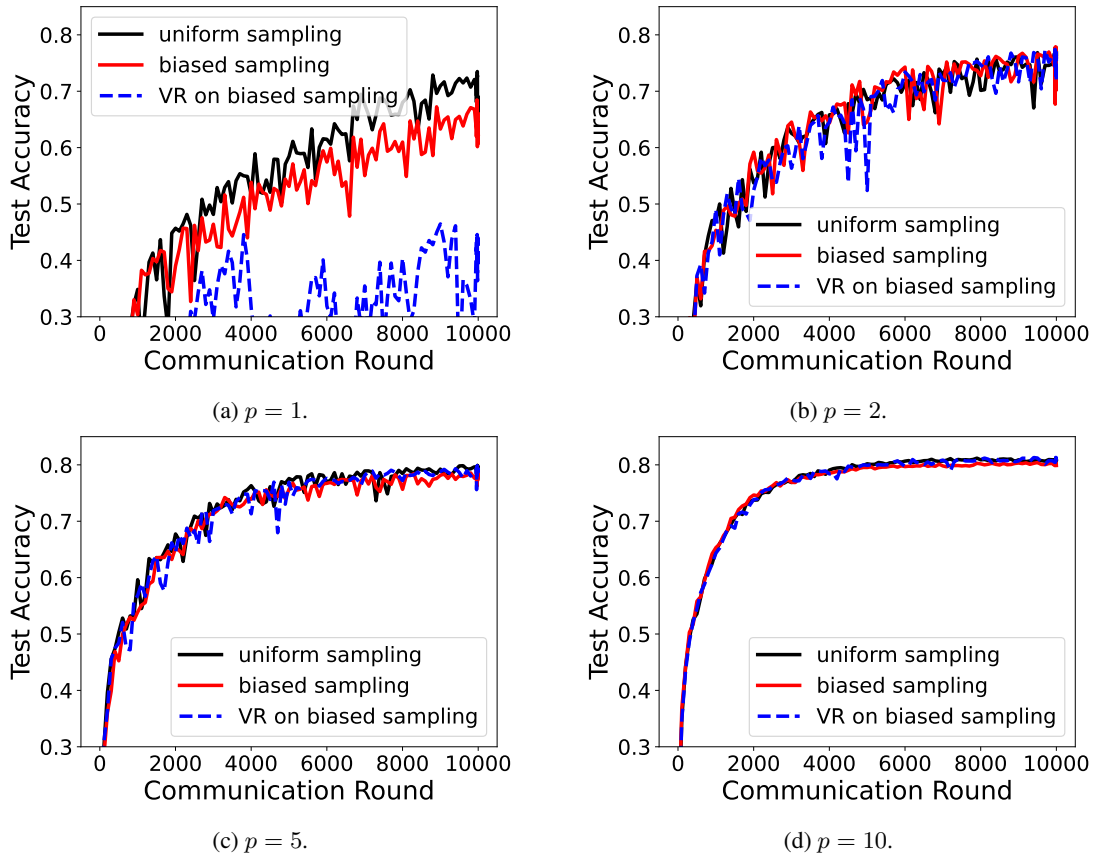 0.8
0.7
0.6
0.5
0.4
0.3
Test Accuracy
uniform sampling
biased sampling
VR on biased sampling
0 2000 4000 6000 8000 10000
Communication Round
(a) p = 1.
0.8
0.7
0.6
0.5
0.4
0.3
Test Accuracy
uniform sampling
biased sampling
VR on biased sampling
0 2000 4000 6000 8000 10000
Communication Round
(b) p = 2.
0.8
0.7
0.6
0.5
0.4
0.3
Test Accuracy
uniform sampling
biased sampling
VR on biased sampling
0 2000 4000 6000 8000 10000
Communication Round
(c) p = 5.
0.8
0.7
0.6
0.5
0.4
0.3
Test Accuracy
uniform sampling
biased sampling
VR on biased sampling
0 2000 4000 6000 8000 10000
Communication Round
(d) p = 10.